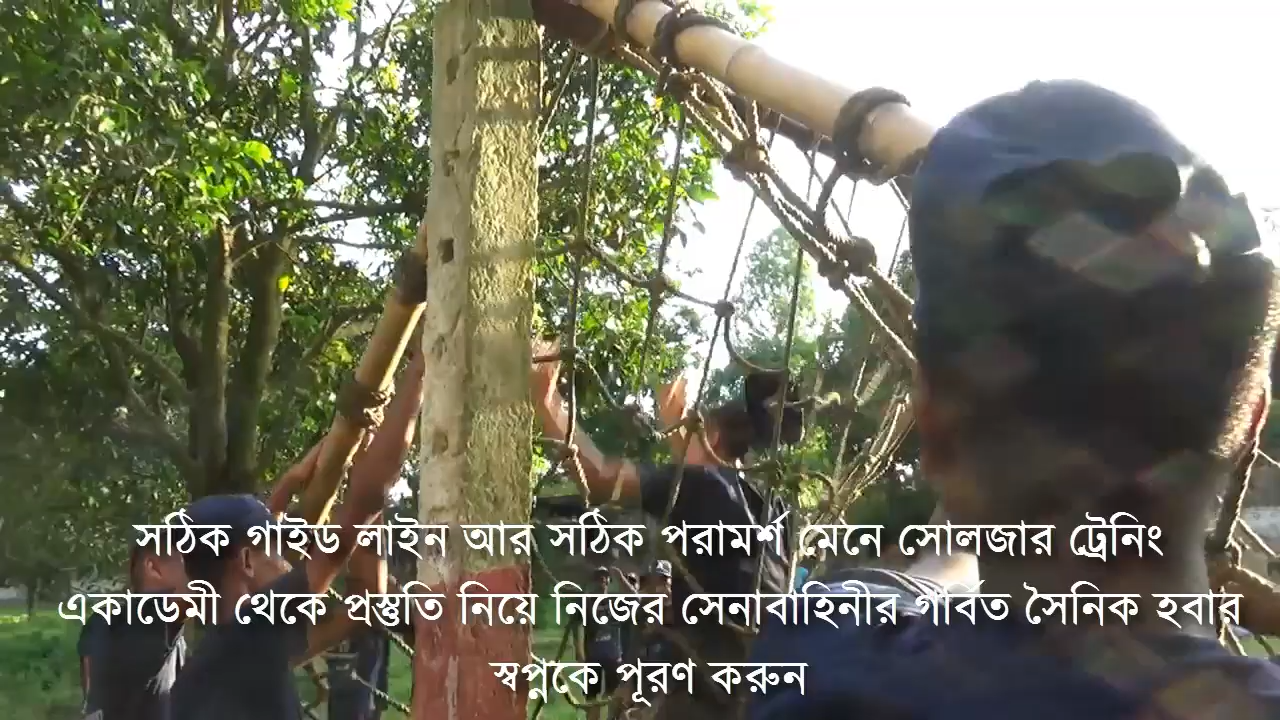 সঠিক গাইড লাইন আর সঠিক পরামর্শ মেনে সোলজার ট্রেনিং
একাডেমী থেকে প্রস্তুতি নিয়ে নিজের সেনাবাহিনীর গর্বিত সৈনিক হবার
স্বপ্নকে পূরণ করুন